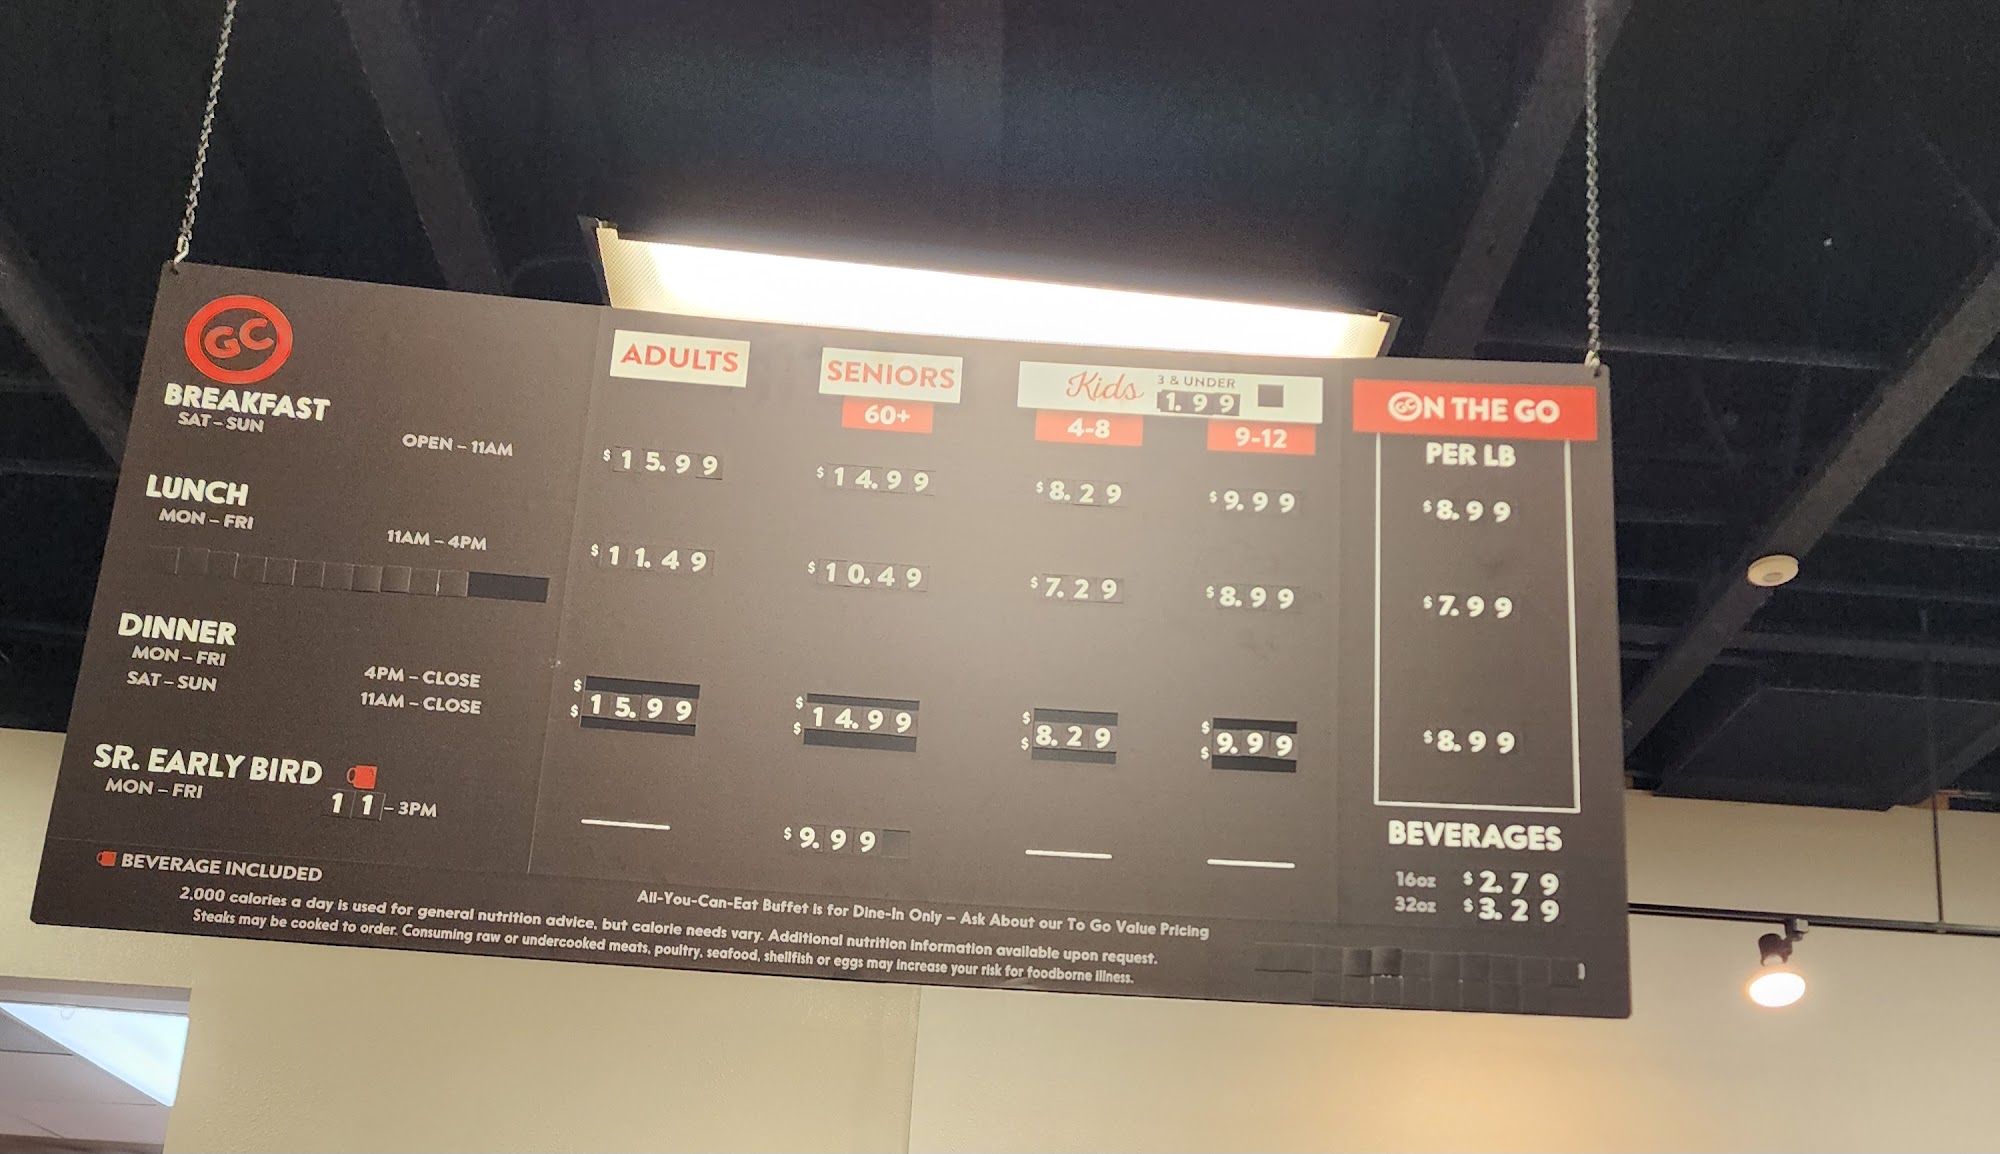 GC
ADULTS
SENIORS
60+
Kids 3 & UNDER
1.99
4-8
9-12
GC ON THE GO
PER LB
BREAKFAST
SAT – SUN
OPEN – 11AM
$15.99 $14.99 $8.29 $9.99 $8.99
LUNCH
MON – FRI
11AM – 4PM
$11.49 $10.49 $7.29 $8.99 $7.99
DINNER
MON – FRI 4PM – CLOSE $ $ $ $
SAT – SUN 11AM – CLOSE $15.99 $14.99 $8.29 $9.99 $8.99
SR. EARLY BIRD
MON – FRI
11 – 3PM
$9.99
BEVERAGES
16oz $2.79
32oz $3.29
BEVERAGE INCLUDED
All-You-Can-Eat Buffet is for Dine-In Only – Ask About our To Go Value Pricing
2,000 calories a day is used for general nutrition advice, but calorie needs vary. Additional nutrition information available upon request.
Steaks may be cooked to order. Consuming raw or undercooked meats, poultry, seafood, shellfish or eggs may increase your risk for foodborne illness.